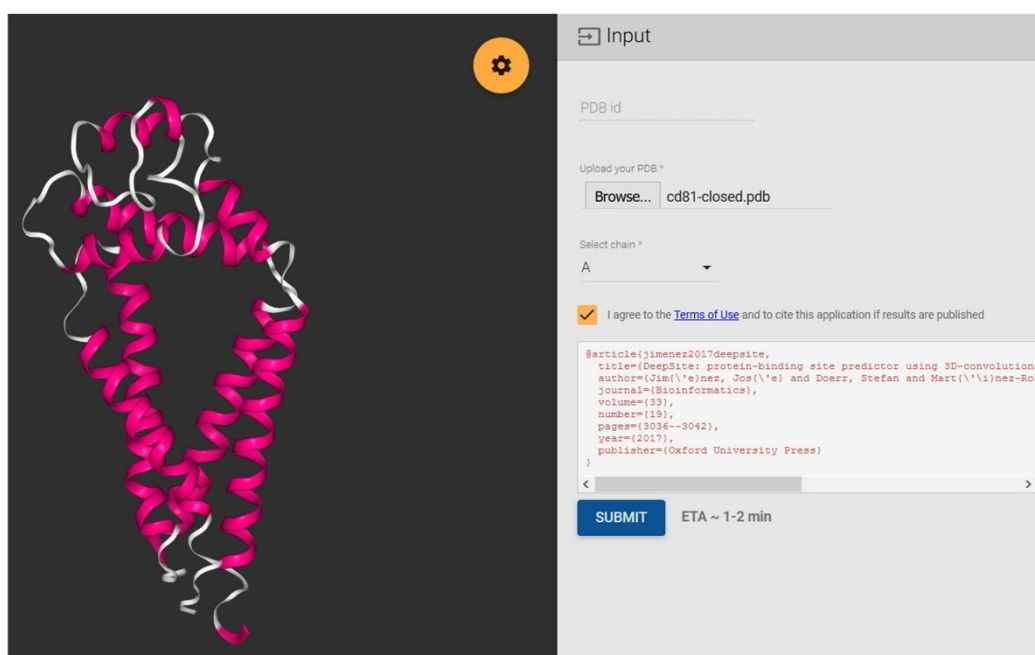 Input
PDB id
Upload your PDB *
Browse... cd81-closed.pdb
Select chain *
A
I agree to the Terms of Use and to cite this application if results are published
@article{jimenez2017deepsite,
title={DeepSite: protein-binding site predictor using 3D-convolution
author={Jim{\'e}nez, Jos{\'e} and Doerr, Stefan and Mart{\'\i}nez-Ro
journal={Bioinformatics},
volume={33},
number={19},
pages={3036--3042},
year={2017},
publisher={Oxford University Press}
}
SUBMIT ETA ~ 1-2 min